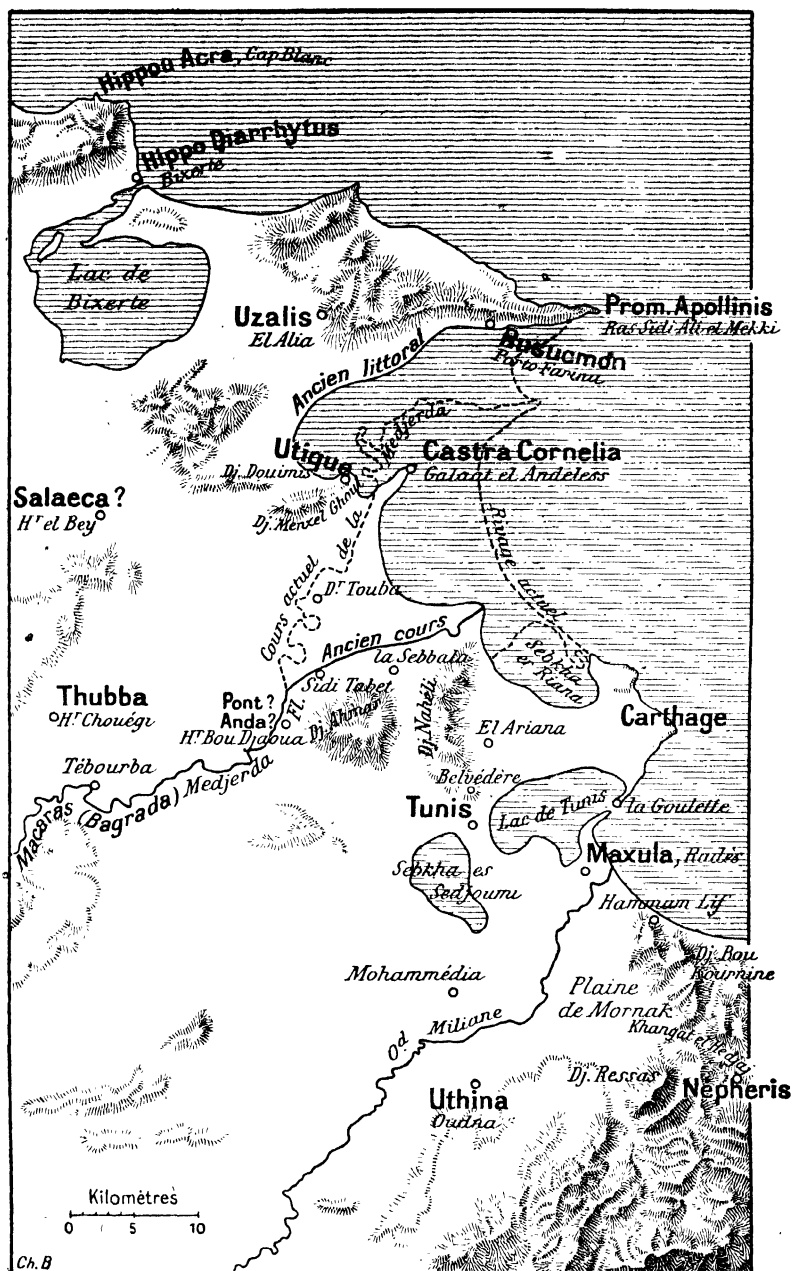 Hippou Acra, Cap Blanc
Hippo Diarrhytus
Bizerte
Lac de
Bizerte
Uzalis
El Alia
Prom. Apollinis
Ras Sidi Ali el Mekki
Rusucmon
Porto Farina
Ancien littoral
Medjerda
Utique
Castra Cornelia
Galaat el Andeless
Dj. Douimis
Dj. Menzel Ghoul
Salaeca ?
Hr el Bey
Cours actuel de la
Rivage actuel
Dr Touba
Ancien cours
la Sebbala
Sebkha
er Riana
Sidi Tabet
Thubba
Hr Chouégi
Pont ?
Anda ?
Fl.
Hr Bou Djaoua
Dj. Ahmar
Dj. Naheli
El Ariana
Carthage
Tébourba
Macaras (Bagrada) Medjerda
Belvédère
Tunis
Lac de Tunis
la Goulette
Sebkha es
Sedjoumi
Maxula, Radès
Hammam Lif
Dj. Bou
Kournine
Mohammédia
Plaine
de Mornak
Khangat el Hedjaj
Od Miliane
Dj. Ressas
Nepheris
Uthina
Oudna
Kilomètres
0 5 10
Ch. B